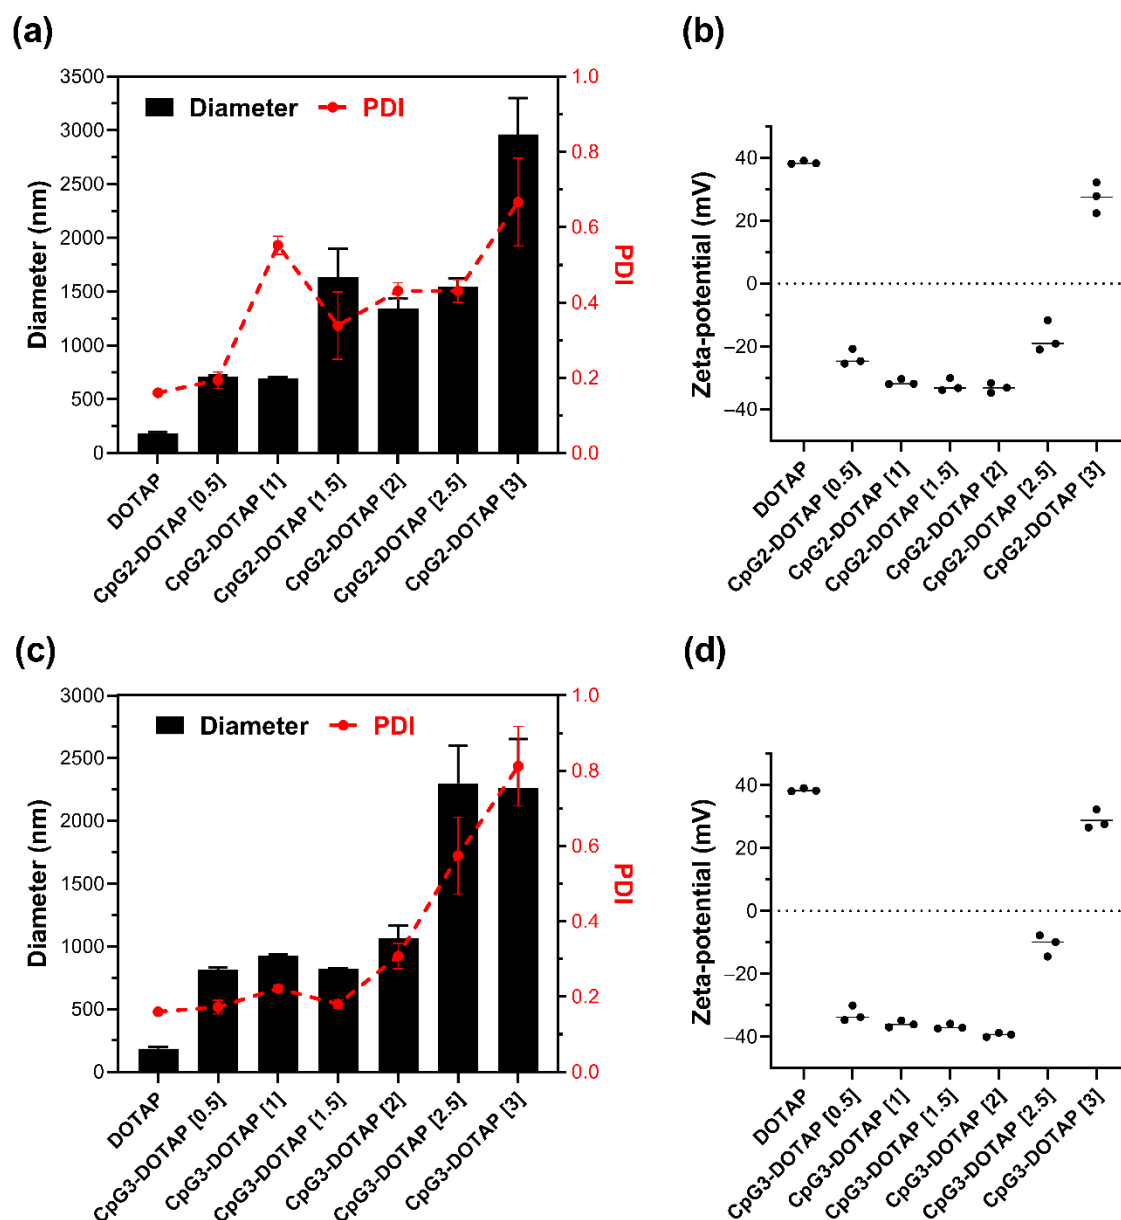 (a)
3500
3000
2500
2000
1500
1000
500
0
Diameter (nm)
Diameter
PDI
1.0
0.8
0.6
0.4
0.2
0.0
PDI
DOTAP
CpG2-DOTAP [0.5]
CpG2-DOTAP [1]
CpG2-DOTAP [1.5]
CpG2-DOTAP [2]
CpG2-DOTAP [2.5]
CpG2-DOTAP [3]
(b)
40
20
0
−20
−40
Zeta-potential (mV)
DOTAP
CpG2-DOTAP [0.5]
CpG2-DOTAP [1]
CpG2-DOTAP [1.5]
CpG2-DOTAP [2]
CpG2-DOTAP [2.5]
CpG2-DOTAP [3]
(c)
3000
2500
2000
1500
1000
500
0
Diameter (nm)
Diameter
PDI
1.0
0.8
0.6
0.4
0.2
0.0
PDI
DOTAP
CpG3-DOTAP [0.5]
CpG3-DOTAP [1]
CpG3-DOTAP [1.5]
CpG3-DOTAP [2]
CpG3-DOTAP [2.5]
CpG3-DOTAP [3]
(d)
40
20
0
−20
−40
Zeta-potential (mV)
DOTAP
CpG3-DOTAP [0.5]
CpG3-DOTAP [1]
CpG3-DOTAP [1.5]
CpG3-DOTAP [2]
CpG3-DOTAP [2.5]
CpG3-DOTAP [3]